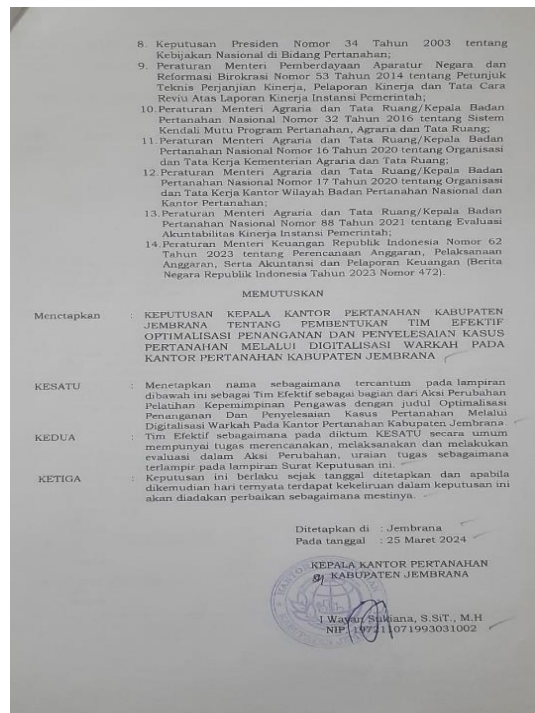 8. Keputusan Presiden Nomor 34 Tahun 2003 tentang
Kebijakan Nasional di Bidang Pertanahan;
9. Peraturan Menteri Pemberdayaan Aparatur Negara dan
Reformasi Birokrasi Nomor 53 Tahun 2014 tentang Petunjuk
Teknis Perjanjian Kinerja, Pelaporan Kinerja dan Tata Cara
Reviu Atas Laporan Kinerja Instansi Pemerintah;
10. Peraturan Menteri Agraria dan Tata Ruang/Kepala Badan
Pertanahan Nasional Nomor 32 Tahun 2016 tentang Sistem
Kendali Mutu Program Pertanahan, Agraria dan Tata Ruang;
11. Peraturan Menteri Agraria dan Tata Ruang/Kepala Badan
Pertanahan Nasional Nomor 16 Tahun 2020 tentang Organisasi
dan Tata Kerja Kementerian Agraria dan Tata Ruang;
12. Peraturan Menteri Agraria dan Tata Ruang/Kepala Badan
Pertanahan Nasional Nomor 17 Tahun 2020 tentang Organisasi
dan Tata Kerja Kantor Wilayah Badan Pertanahan Nasional dan
Kantor Pertanahan;
13. Peraturan Menteri Agraria dan Tata Ruang/Kepala Badan
Pertanahan Nasional Nomor 88 Tahun 2021 tentang Evaluasi
Akuntabilitas Kinerja Instansi Pemerintah;
14. Peraturan Menteri Keuangan Republik Indonesia Nomor 62
Tahun 2023 tentang Perencanaan Anggaran, Pelaksanaan
Anggaran, Serta Akuntansi dan Pelaporan Keuangan (Berita
Negara Republik Indonesia Tahun 2023 Nomor 472).
MEMUTUSKAN
Menetapkan : KEPUTUSAN KEPALA KANTOR PERTANAHAN KABUPATEN
JEMBRANA TENTANG PEMBENTUKAN TIM EFEKTIF
OPTIMALISASI PENANGANAN DAN PENYELESAIAN KASUS
PERTANAHAN MELALUI DIGITALISASI WARKAH PADA
KANTOR PERTANAHAN KABUPATEN JEMBRANA
KESATU : Menetapkan nama sebagaimana tercantum pada lampiran
dibawah ini sebagai Tim Efektif sebagai bagian dari Aksi Perubahan
Pelatihan Kepemimpinan Pengawas dengan judul Optimalisasi
Penanganan Dan Penyelesaian Kasus Pertanahan Melalui
Digitalisasi Warkah Pada Kantor Pertanahan Kabupaten Jembrana.
KEDUA : Tim Efektif sebagaimana pada diktum KESATU secara umum
mempunyai tugas merencanakan, melaksanakan dan melakukan
evaluasi dalam Aksi Perubahan, uraian tugas sebagaimana
terlampir pada lampiran Surat Keputusan ini.
KETIGA : Keputusan ini berlaku sejak tanggal ditetapkan dan apabila
dikemudian hari ternyata terdapat kekeliruan dalam keputusan ini
akan diadakan perbaikan sebagaimana mestinya.
Ditetapkan di : Jembrana
Pada tanggal : 25 Maret 2024
KEPALA KANTOR PERTANAHAN
KABUPATEN JEMBRANA
I Wayan Sukiana, S.SiT., M.H
NIP. 197211071993031002